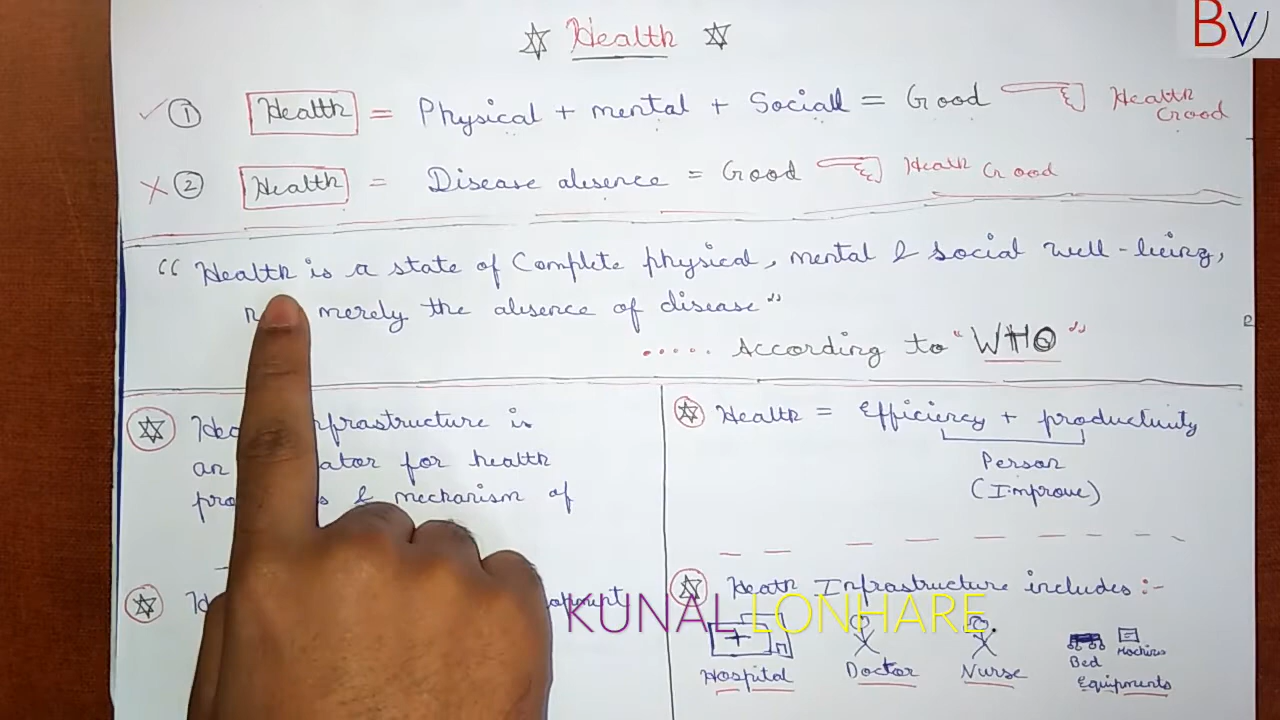 Health
BV
① Health = Physical + mental + Social = Good Health Good
② Health = Disease absence = Good Heath Good
“ Health is a state of Complete physical, mental & social well-being,
merely the absence of disease”
..... According to “WHO”
Infrastructure is
an for health
& mechanism of
Health = Efficiency + productivity
Person
(Improve)
Heath Infrastructure includes :-
KUNAL LONHARE.
Hospital Doctor Nurse Bed Machine
Equipments